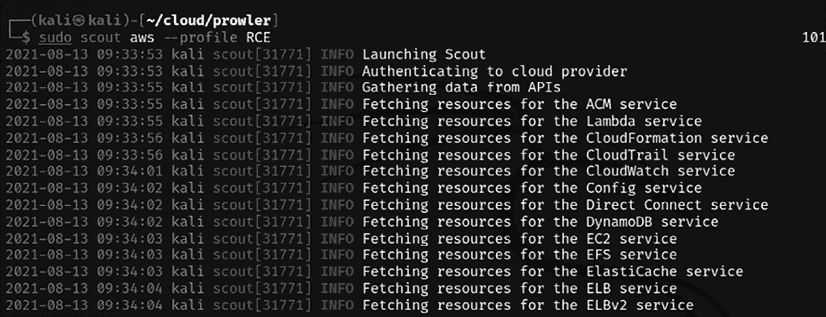 ┌──(kali㉿kali)-[~/cloud/prowler]
└─$ sudo scout aws --profile RCE 101
2021-08-13 09:33:53 kali scout[31771] INFO Launching Scout
2021-08-13 09:33:53 kali scout[31771] INFO Authenticating to cloud provider
2021-08-13 09:33:55 kali scout[31771] INFO Gathering data from APIs
2021-08-13 09:33:55 kali scout[31771] INFO Fetching resources for the ACM service
2021-08-13 09:33:55 kali scout[31771] INFO Fetching resources for the Lambda service
2021-08-13 09:33:56 kali scout[31771] INFO Fetching resources for the CloudFormation service
2021-08-13 09:33:56 kali scout[31771] INFO Fetching resources for the CloudTrail service
2021-08-13 09:34:01 kali scout[31771] INFO Fetching resources for the CloudWatch service
2021-08-13 09:34:02 kali scout[31771] INFO Fetching resources for the Config service
2021-08-13 09:34:02 kali scout[31771] INFO Fetching resources for the Direct Connect service
2021-08-13 09:34:02 kali scout[31771] INFO Fetching resources for the DynamoDB service
2021-08-13 09:34:03 kali scout[31771] INFO Fetching resources for the EC2 service
2021-08-13 09:34:03 kali scout[31771] INFO Fetching resources for the EFS service
2021-08-13 09:34:03 kali scout[31771] INFO Fetching resources for the ElastiCache service
2021-08-13 09:34:04 kali scout[31771] INFO Fetching resources for the ELB service
2021-08-13 09:34:04 kali scout[31771] INFO Fetching resources for the ELBv2 service